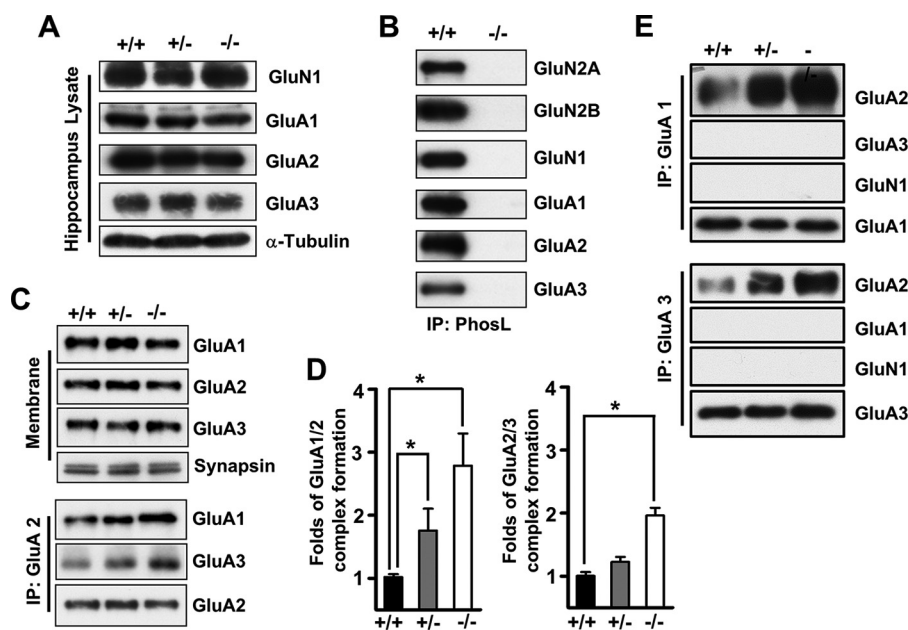 A
+/+ +/- -/-
Hippocampus Lysate
GluN1
GluA1
GluA2
GluA3
α-Tubulin
B
+/+ -/-
GluN2A
GluN2B
GluN1
GluA1
GluA2
GluA3
IP: PhosL
C
+/+ +/- -/-
Membrane
GluA1
GluA2
GluA3
Synapsin
IP: GluA 2
GluA1
GluA3
GluA2
D
Folds of GluA1/2
complex formation
4
3
2
1
*
*
+/+ +/- -/-
Folds of GluA2/3
complex formation
4
3
2
1
*
+/+ +/- -/-
E
+/+ +/- -
/-
IP: GluA 1
GluA2
GluA3
GluN1
GluA1
IP: GluA 3
GluA2
GluA1
GluN1
GluA3